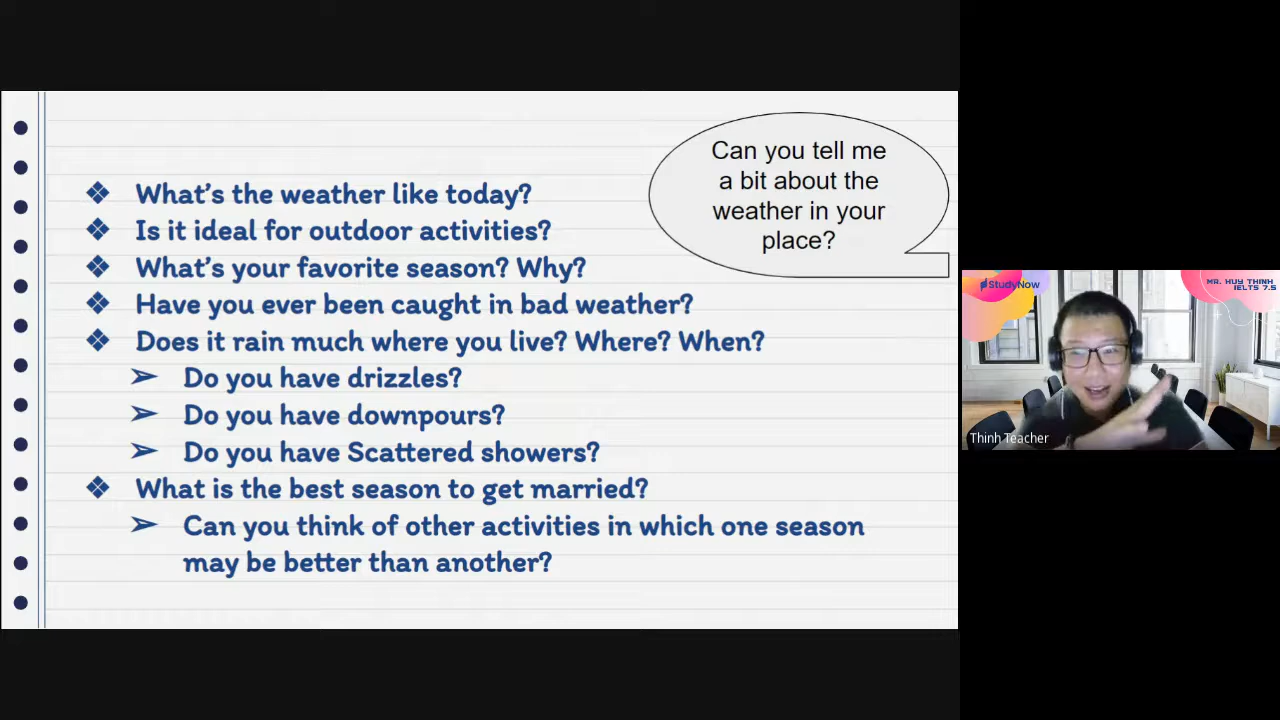 What's the weather like today?
Is it ideal for outdoor activities?
What's your favorite season? Why?
Have you ever been caught in bad weather?
Does it rain much where you live? Where? When?
Do you have drizzles?
Do you have downpours?
Do you have Scattered showers?
What is the best season to get married?
Can you think of other activities in which one season
may be better than another?
Can you tell me
a bit about the
weather in your
place?
StudyNow
MR. HUY THINH
IELTS 7.5
Thinh Teacher